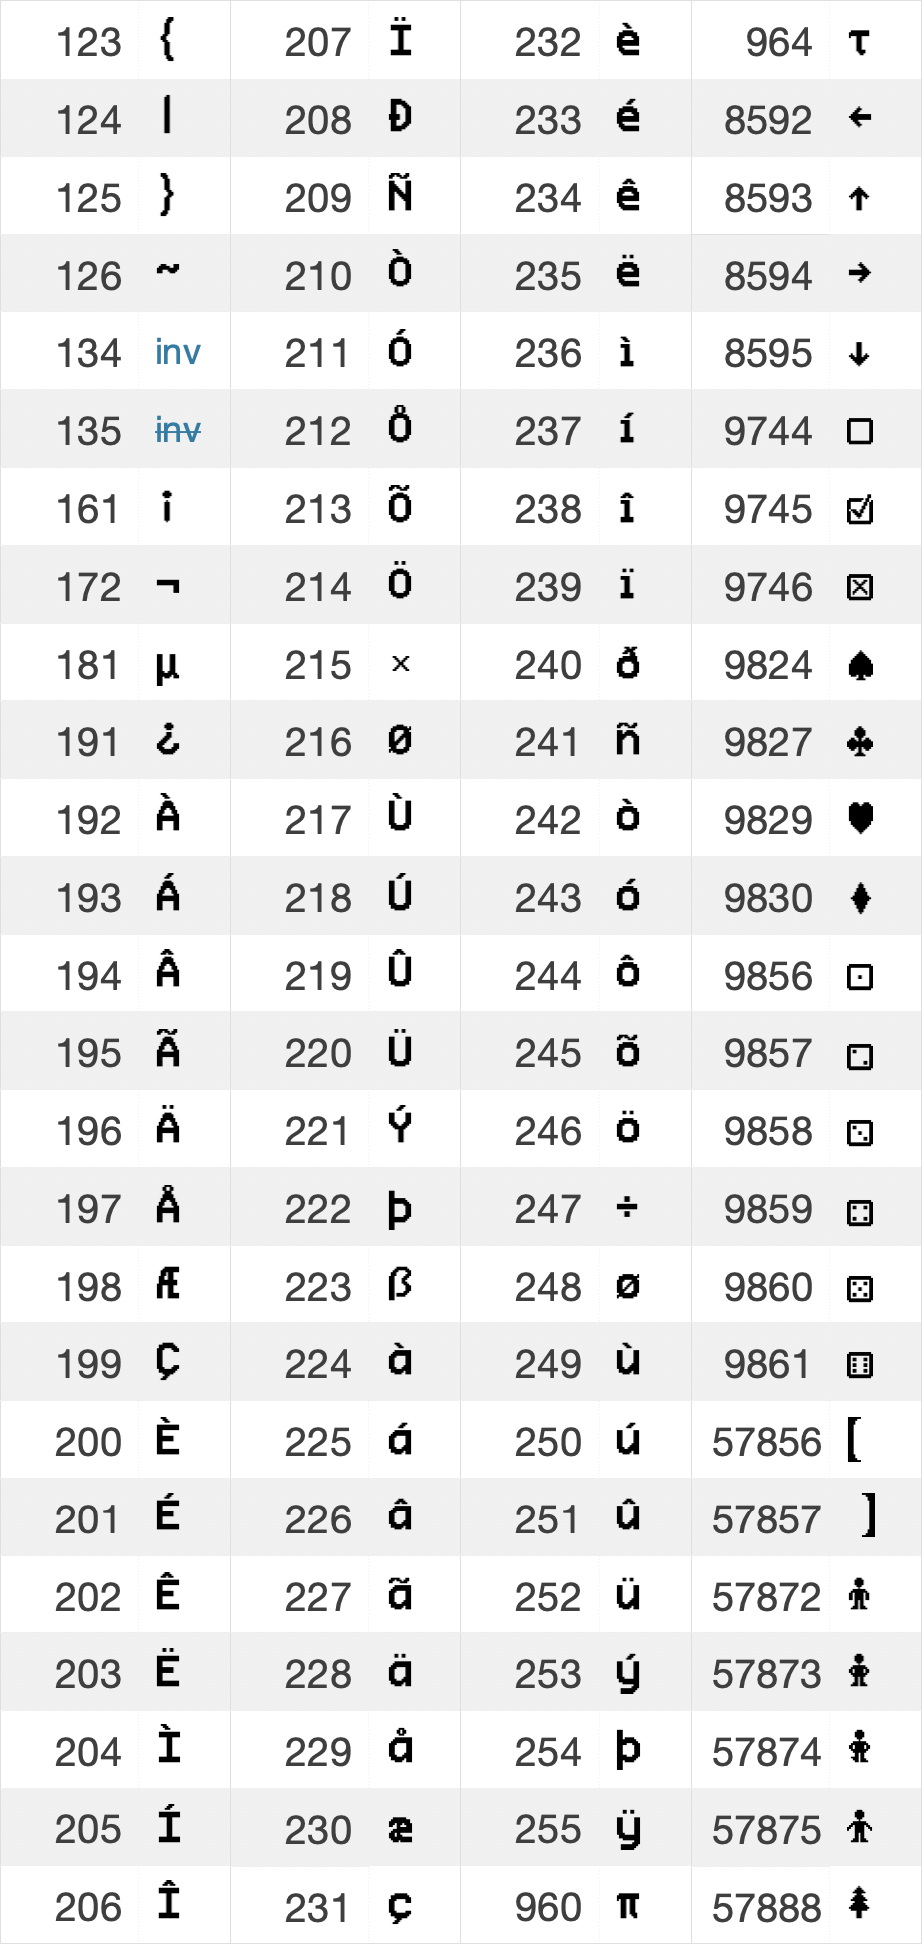 123 { 207 Ï 232 è 964 τ
124 | 208 Ð 233 é 8592 ←
125 } 209 Ñ 234 ê 8593 ↑
126 ~ 210 Ò 235 ë 8594 →
134 inv 211 Ó 236 ì 8595 ↓
135 inv 212 O̊ 237 í 9744 ☐
161 ¡ 213 Õ 238 î 9745 ☑
172 ¬ 214 Ö 239 ï 9746 ☒
181 µ 215 × 240 ð 9824 ♠
191 ¿ 216 Ø 241 ñ 9827 ♣
192 À 217 Ù 242 ò 9829 ♥
193 Á 218 Ú 243 ó 9830 ♦
194 Â 219 Û 244 ô 9856 ⚀
195 Ã 220 Ü 245 õ 9857 ⚁
196 Ä 221 Ý 246 ö 9858 ⚂
197 Å 222 þ 247 ÷ 9859 ⚃
198 Æ 223 ß 248 ø 9860 ⚄
199 Ç 224 à 249 ù 9861 ⚅
200 È 225 á 250 ú 57856 [
201 É 226 â 251 û 57857 ]
202 Ê 227 ã 252 ü 57872
203 Ë 228 ä 253 ý 57873
204 Ì 229 å 254 þ 57874
205 Í 230 æ 255 ÿ 57875
206 Î 231 ç 960 π 57888